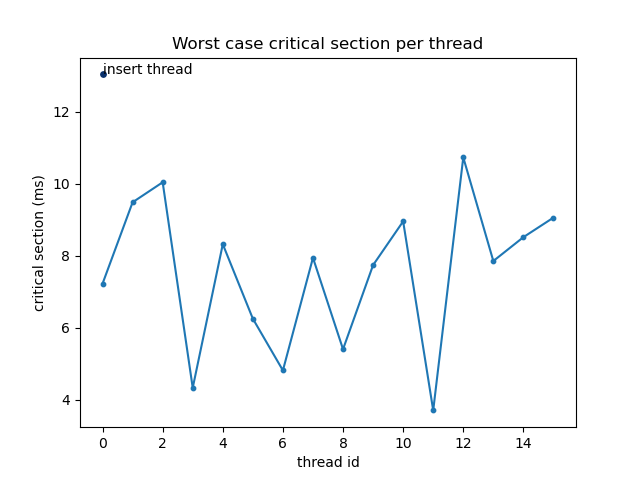 Worst case critical section per thread
insert thread
critical section (ms)
12
10
8
6
4
0 2 4 6 8 10 12 14
thread id